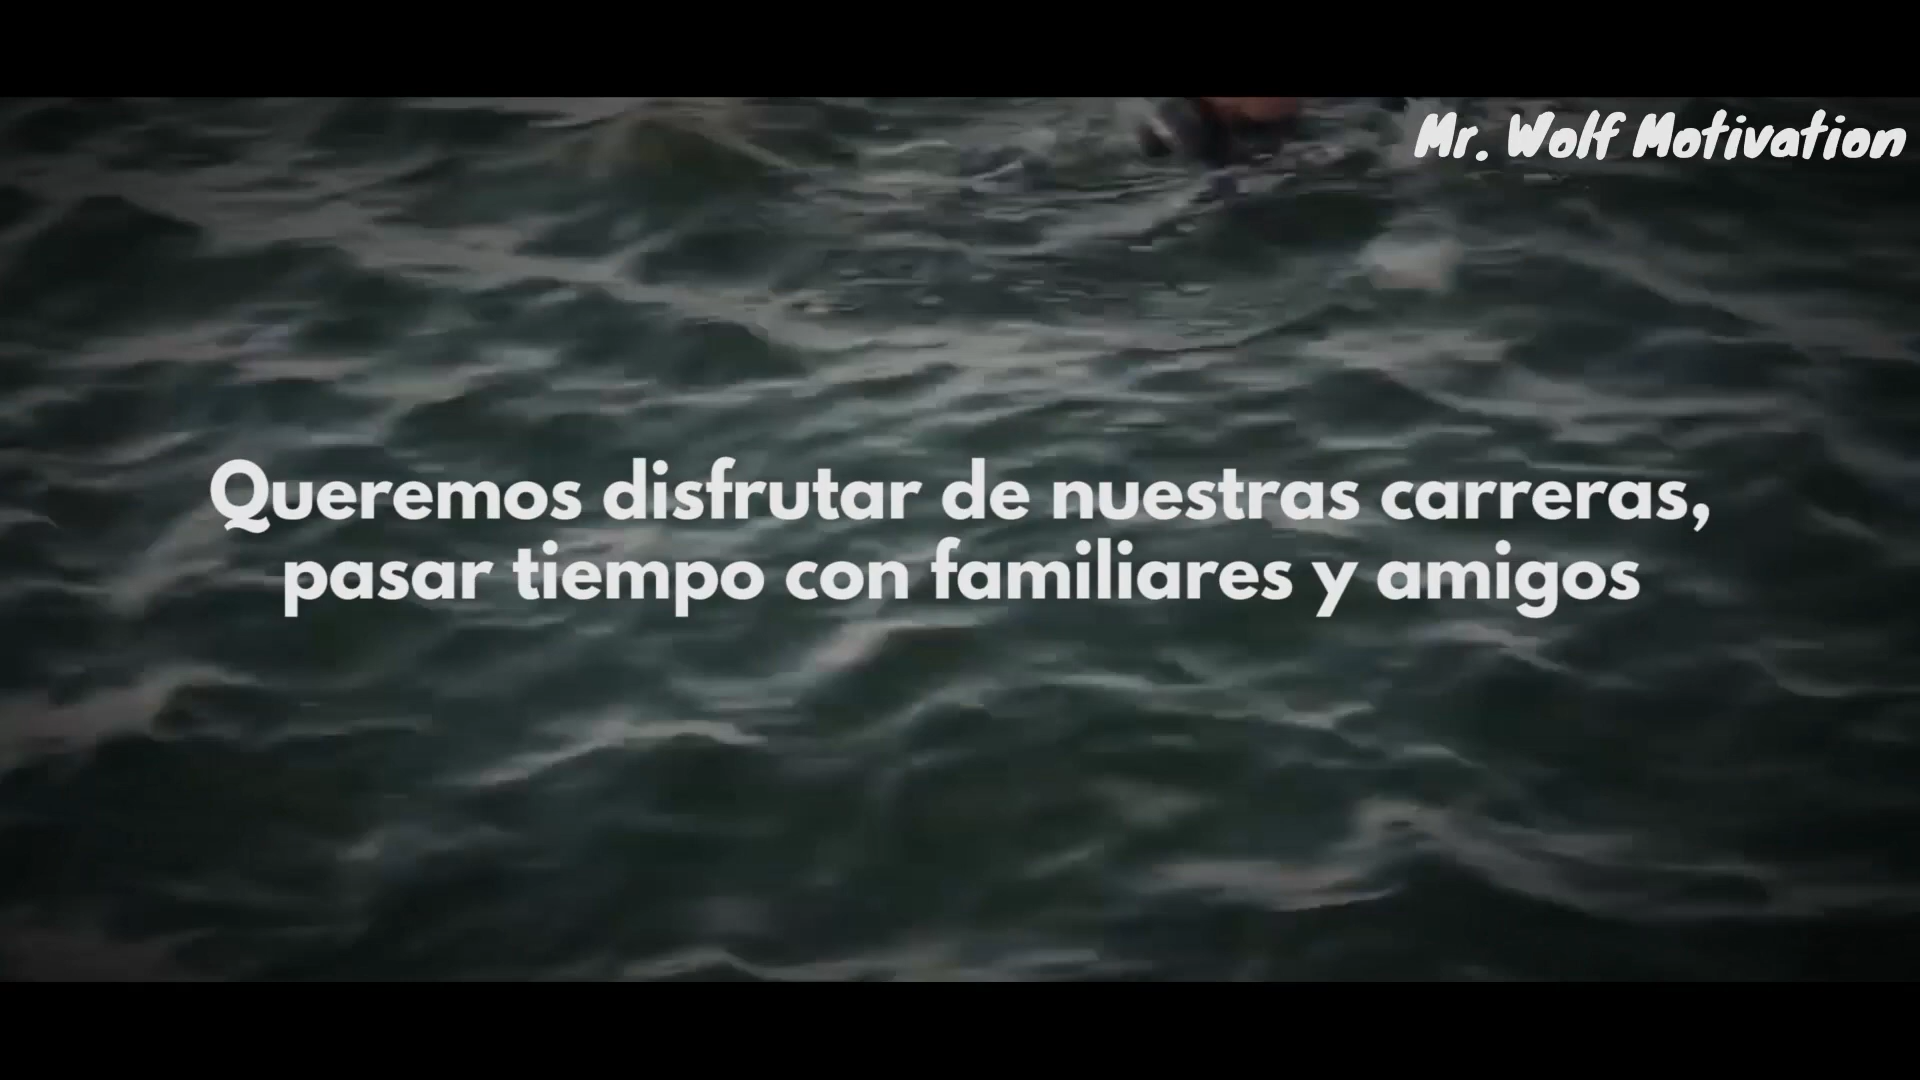 Mr. Wolf Motivation
Queremos disfrutar de nuestras carreras,
pasar tiempo con familiares y amigos